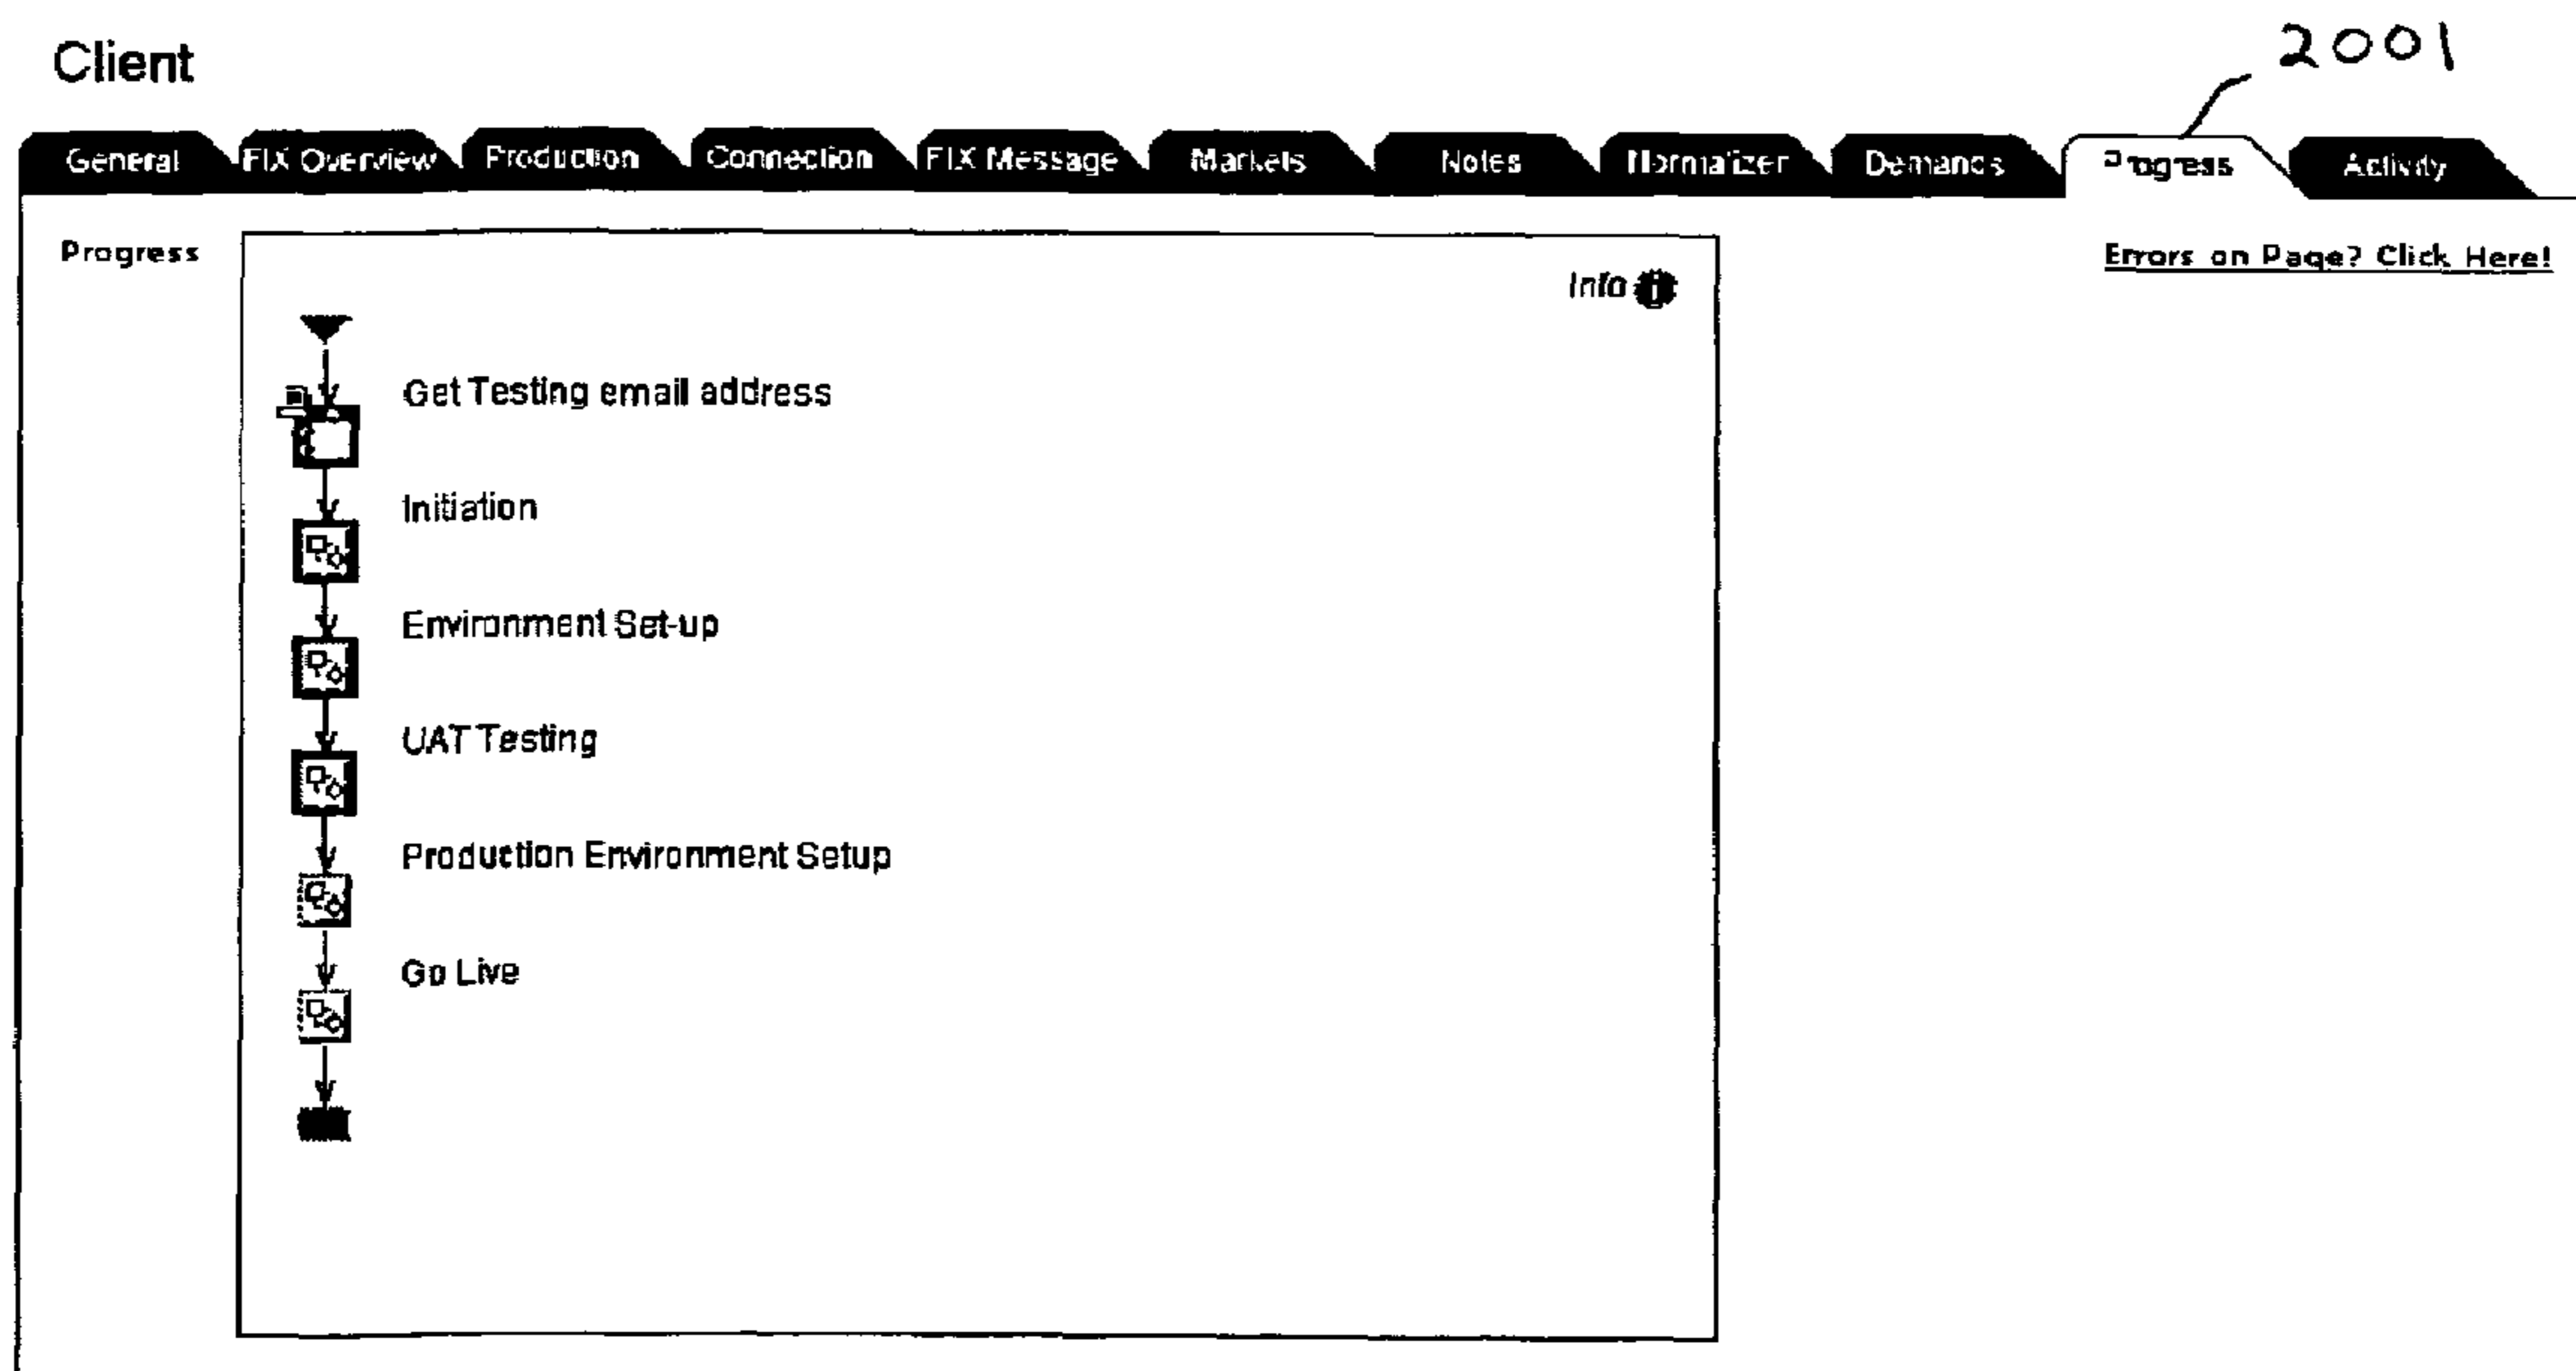 2001
Client
General FIX Overview Production Connection FIX Message Markets Notes Normalizer Demands Progress Activity
Progress
Errors on Page? Click Here!
Info i
Get Testing email address
Initiation
Environment Set-up
UAT Testing
Production Environment Setup
Go Live